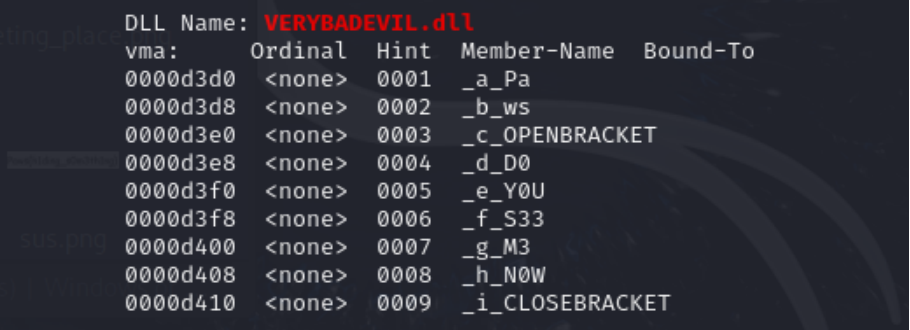 DLL Name: VERYBADEVIL.dll
vma: Ordinal Hint Member-Name Bound-To
0000d3d0 <none> 0001 _a_Pa
0000d3d8 <none> 0002 _b_ws
0000d3e0 <none> 0003 _c_OPENBRACKET
0000d3e8 <none> 0004 _d_D0
0000d3f0 <none> 0005 _e_Y0U
0000d3f8 <none> 0006 _f_S33
0000d400 <none> 0007 _g_M3
0000d408 <none> 0008 _h_N0W
0000d410 <none> 0009 _i_CLOSEBRACKET
sus.png